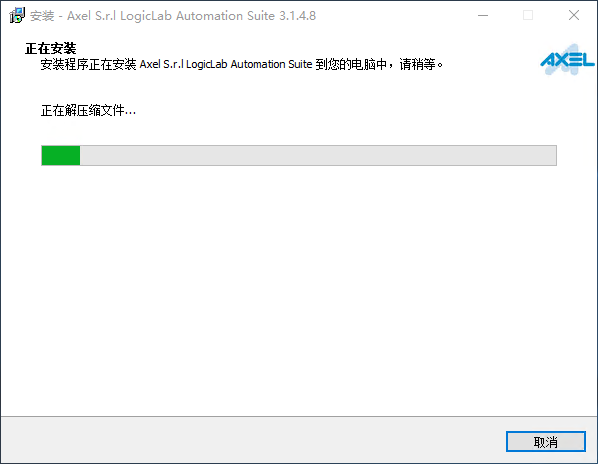 安装 - Axel S.r.l LogicLab Automation Suite 3.1.4.8
正在安装
安装程序正在安装 Axel S.r.l LogicLab Automation Suite 到您的电脑中，请稍等。
AXEL
正在解压缩文件...
取消